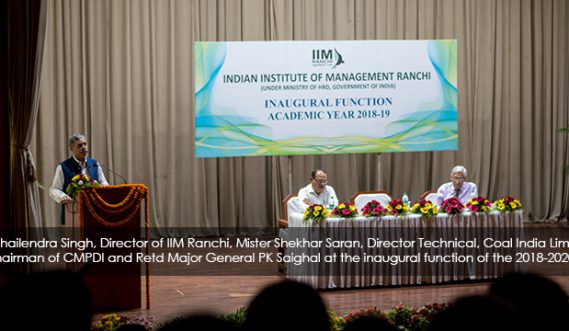 IIM
RANCHI
INDIAN INSTITUTE OF MANAGEMENT RANCHI
(UNDER MINISTRY OF HRD, GOVERNMENT OF INDIA)
INAUGURAL FUNCTION
ACADEMIC YEAR 2018-19
hailendra Singh, Director of IIM Ranchi, Mister Shekhar Saran, Director Technical, Coal India Lim
hairman of CMPDI and Retd Major General PK Saighal at the inaugural function of the 2018-202